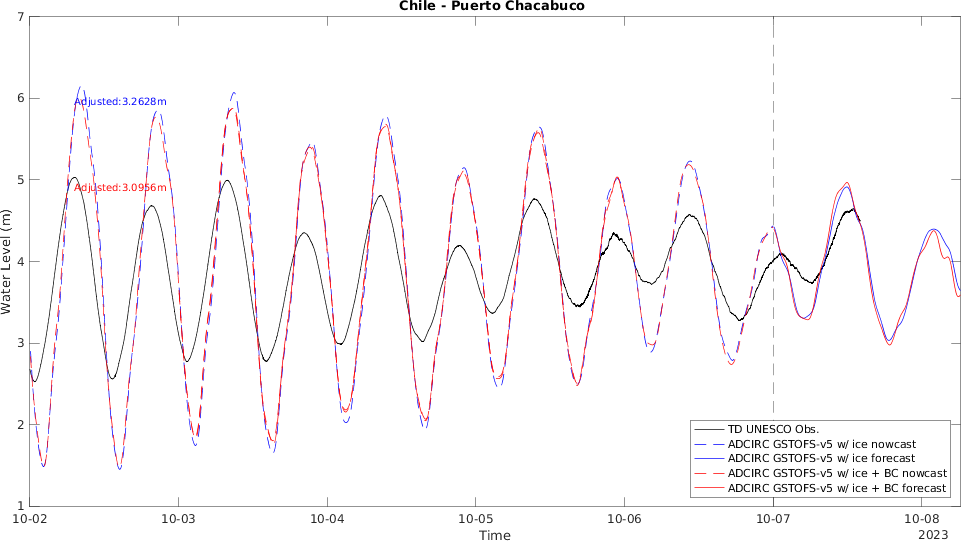 Chile - Puerto Chacabuco
7
6
5
4
3
2
1
Water Level (m)
Adjusted:3.2628m
Adjusted:3.0956m
TD UNESCO Obs.
ADCIRC GSTOFS-v5 w/ ice nowcast
ADCIRC GSTOFS-v5 w/ ice forecast
ADCIRC GSTOFS-v5 w/ ice + BC nowcast
ADCIRC GSTOFS-v5 w/ ice + BC forecast
10-02 10-03 10-04 10-05 10-06 10-07 10-08
Time
2023